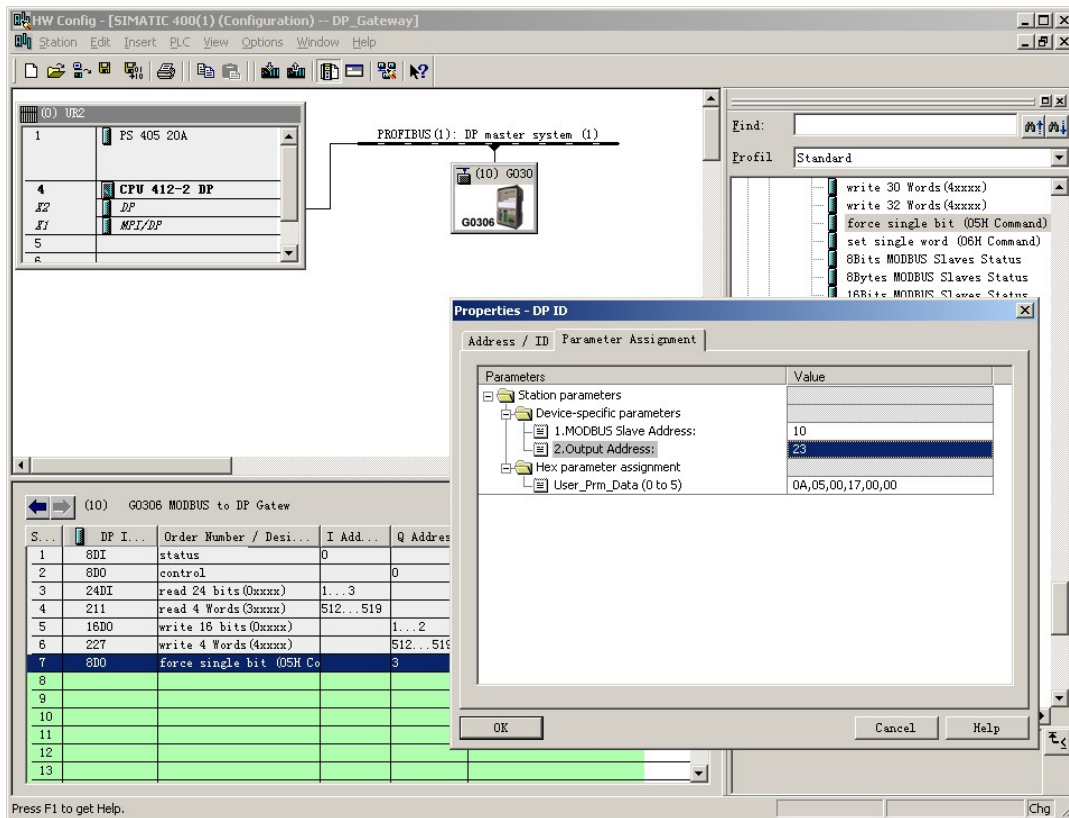 HW Config - [SIMATIC 400(1) (Configuration) -- DP_Gateway]
Station Edit Insert PLC View Options Window Help
(0) UR2
1 PS 405 20A
4 CPU 412-2 DP
X2 DP
X1 MPI/DP
5
6
PROFIBUS(1): DP master system (1)
(10) G030
G0306
Find:
Profil Standard
write 30 Words(4xxxx)
write 32 Words(4xxxx)
force single bit (05H Command)
set single word (06H Command)
8Bits MODBUS Slaves Status
8Bytes MODBUS Slaves Status
16Bits MODBUS Slaves Status
Properties - DP ID
Address / ID Parameter Assignment
Parameters Value
Station parameters
Device-specific parameters
1.MODBUS Slave Address: 10
2.Output Address: 23
Hex parameter assignment
User_Prm_Data (0 to 5) 0A,05,00,17,00,00
OK Cancel Help
(10) G0306 MODBUS to DP Gatew
S... DP I... Order Number / Desi... I Add... Q Addres
1 8DI status 0
2 8DO control 0
3 24DI read 24 bits(0xxxx) 1...3
4 211 read 4 Words(3xxxx) 512...519
5 16DO write 16 bits(0xxxx) 1...2
6 227 write 4 Words(4xxxx) 512...519
7 8DO force single bit (05H Co 3
8
9
10
11
12
13
Press F1 to get Help. Chg